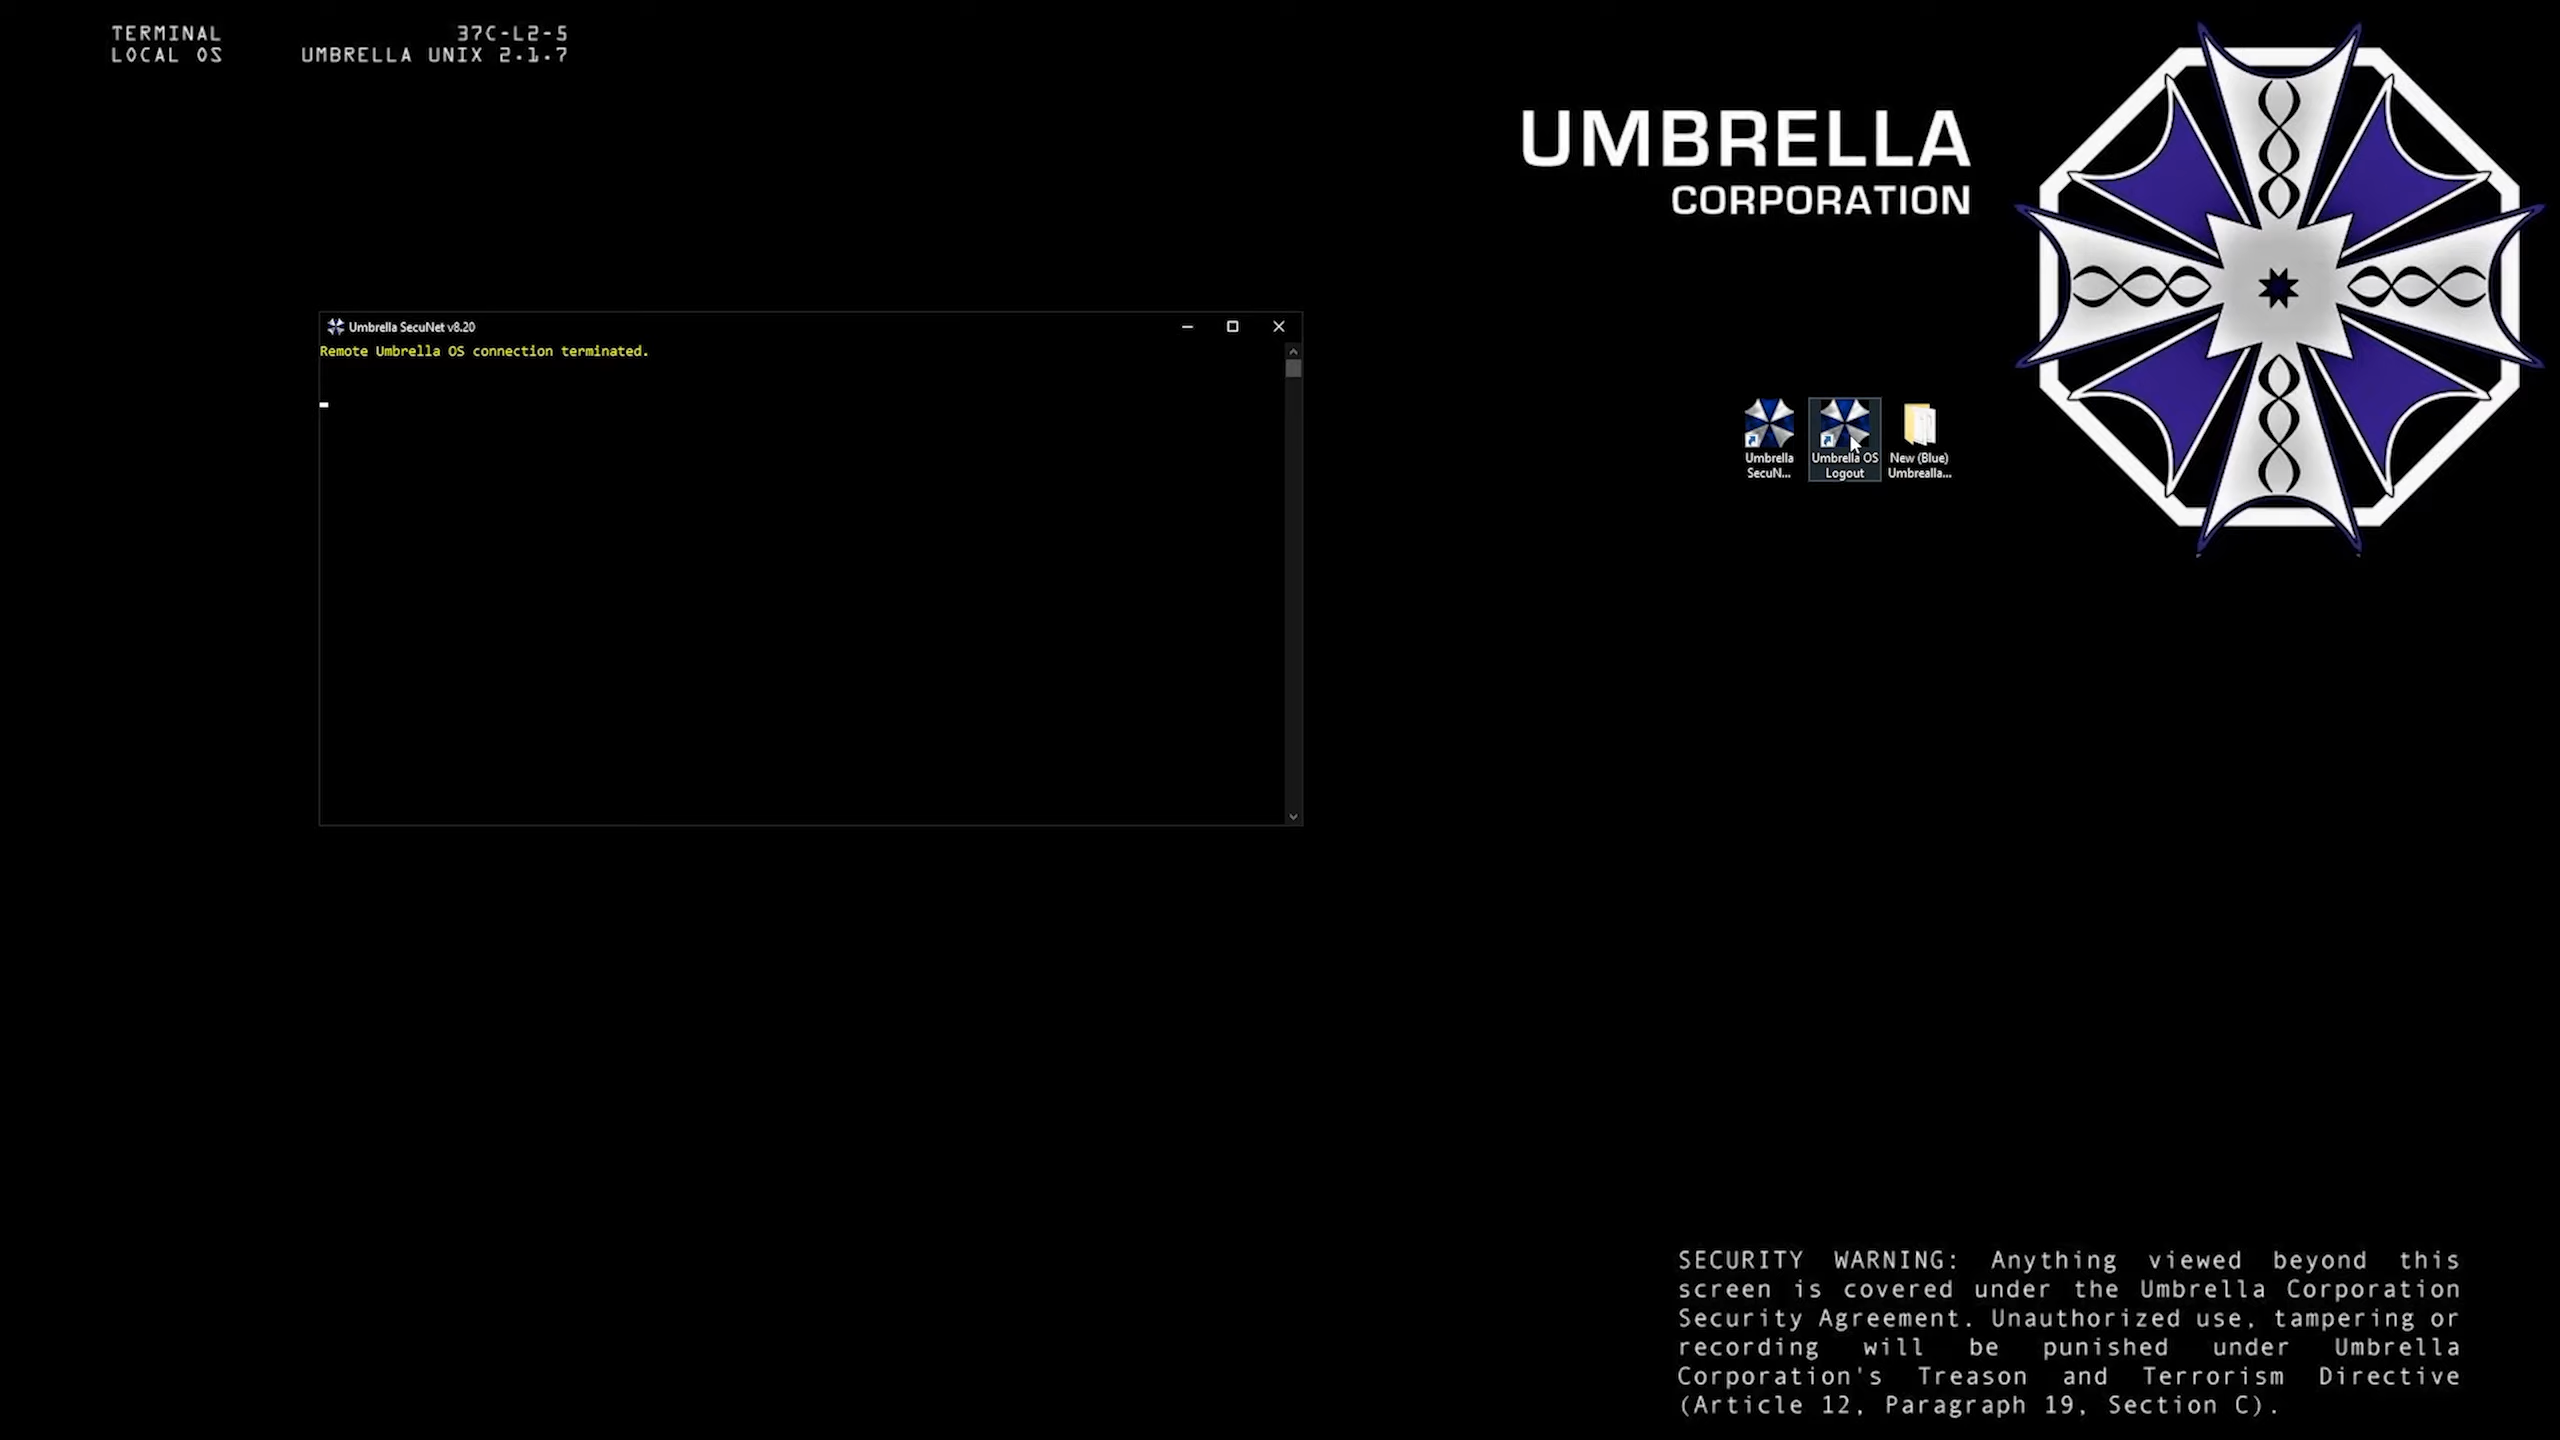 TERMINAL 37C-L2-5
LOCAL OS UMBRELLA UNIX 2.1.7
UMBRELLA
CORPORATION
Umbrella SecuNet v8.20
Remote Umbrella OS connection terminated.
Umbrella
SecuN...
Umbrella OS
Logout
New (Blue)
Umbrealla...
SECURITY WARNING: Anything viewed beyond this
screen is covered under the Umbrella Corporation
Security Agreement. Unauthorized use, tampering or
recording will be punished under Umbrella
Corporation's Treason and Terrorism Directive
(Article 12, Paragraph 19, Section C).